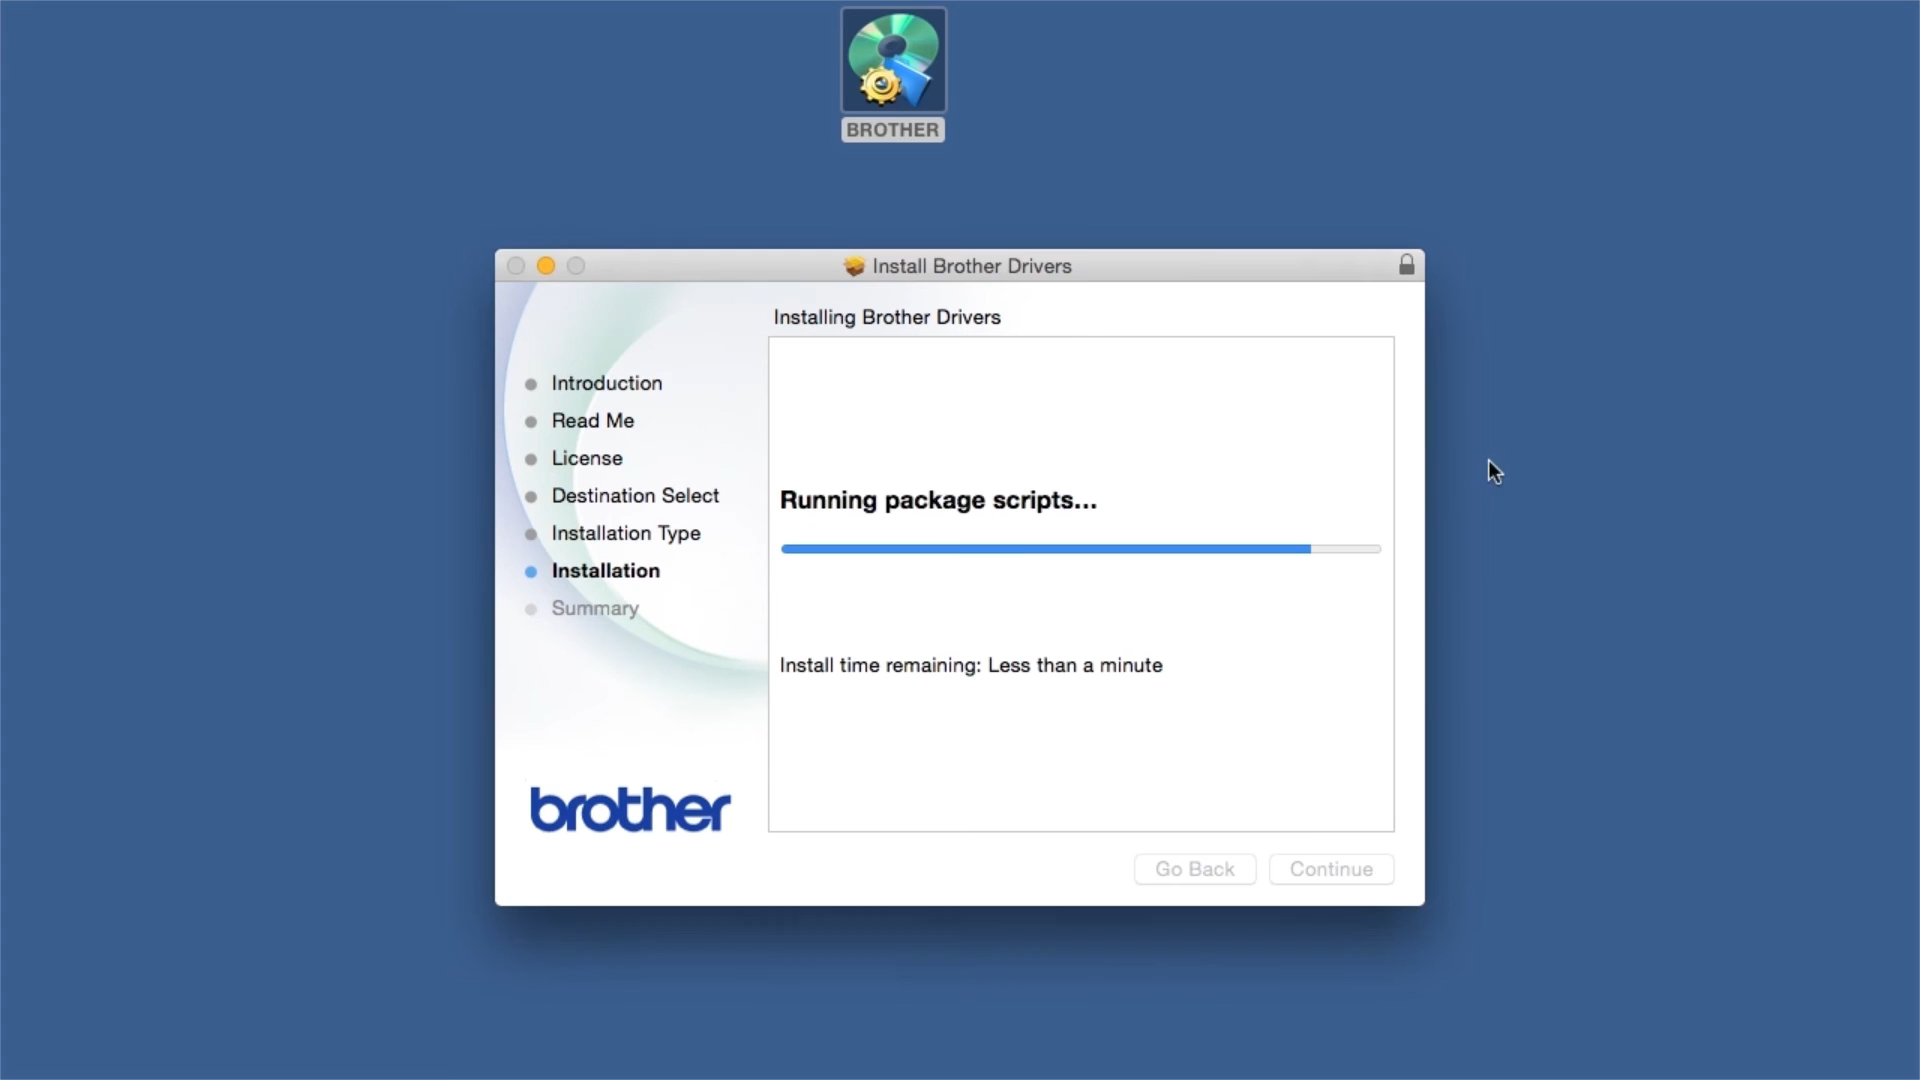 BROTHER
Install Brother Drivers
Installing Brother Drivers
Introduction
Read Me
License
Destination Select
Installation Type
Installation
Summary
Running package scripts...
Install time remaining: Less than a minute
brother
Go Back
Continue